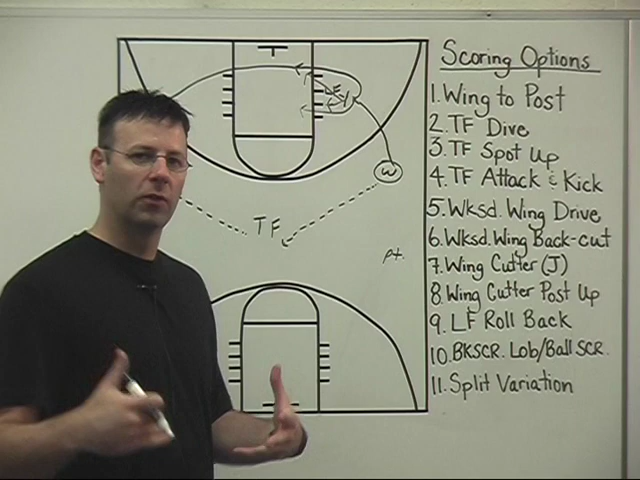 Scoring Options
1. Wing to Post
2. TF Dive
3. TF Spot Up
4. TF Attack & Kick
5. Wksd. Wing Drive
6. Wksd. Wing Back-cut
7. Wing Cutter (J)
8. Wing Cutter Post Up
9. LF Roll Back
10. BKSCR. Lob/Ball SCR.
11. Split Variation
W
TF
pt.